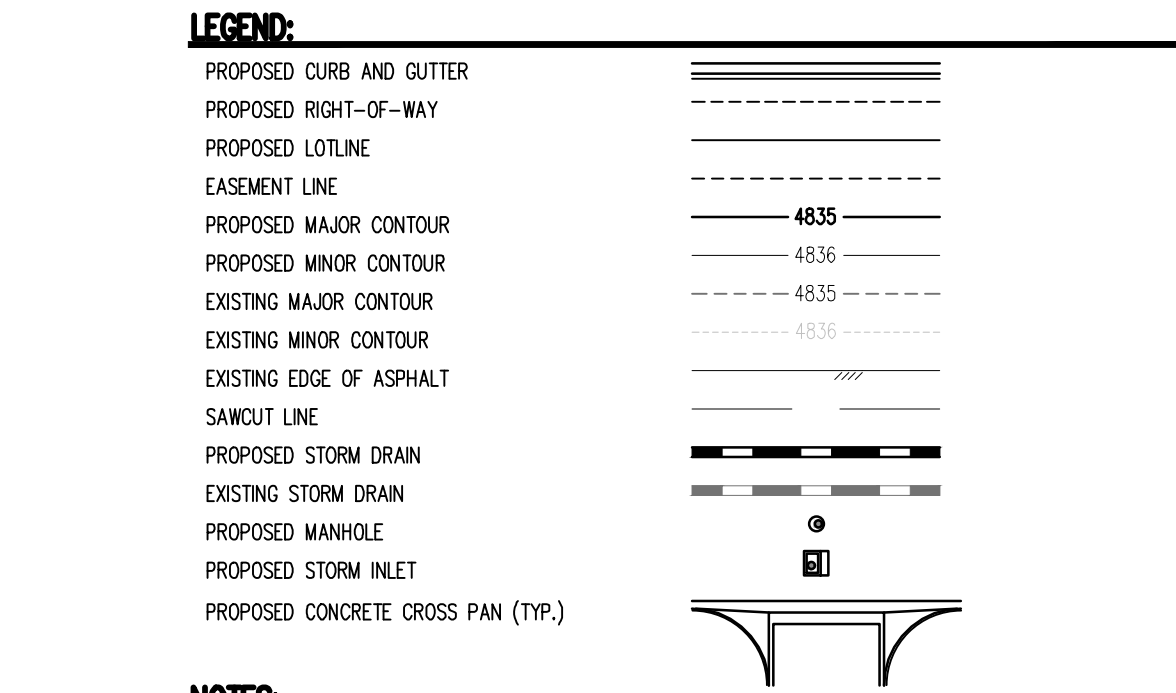 LEGEND:
PROPOSED CURB AND GUTTER
PROPOSED RIGHT-OF-WAY
PROPOSED LOTLINE
EASEMENT LINE
PROPOSED MAJOR CONTOUR 4835
PROPOSED MINOR CONTOUR 4836
EXISTING MAJOR CONTOUR 4835
EXISTING MINOR CONTOUR 4836
EXISTING EDGE OF ASPHALT
SAWCUT LINE
PROPOSED STORM DRAIN
EXISTING STORM DRAIN
PROPOSED MANHOLE
PROPOSED STORM INLET
PROPOSED CONCRETE CROSS PAN (TYP.)
NOTES: